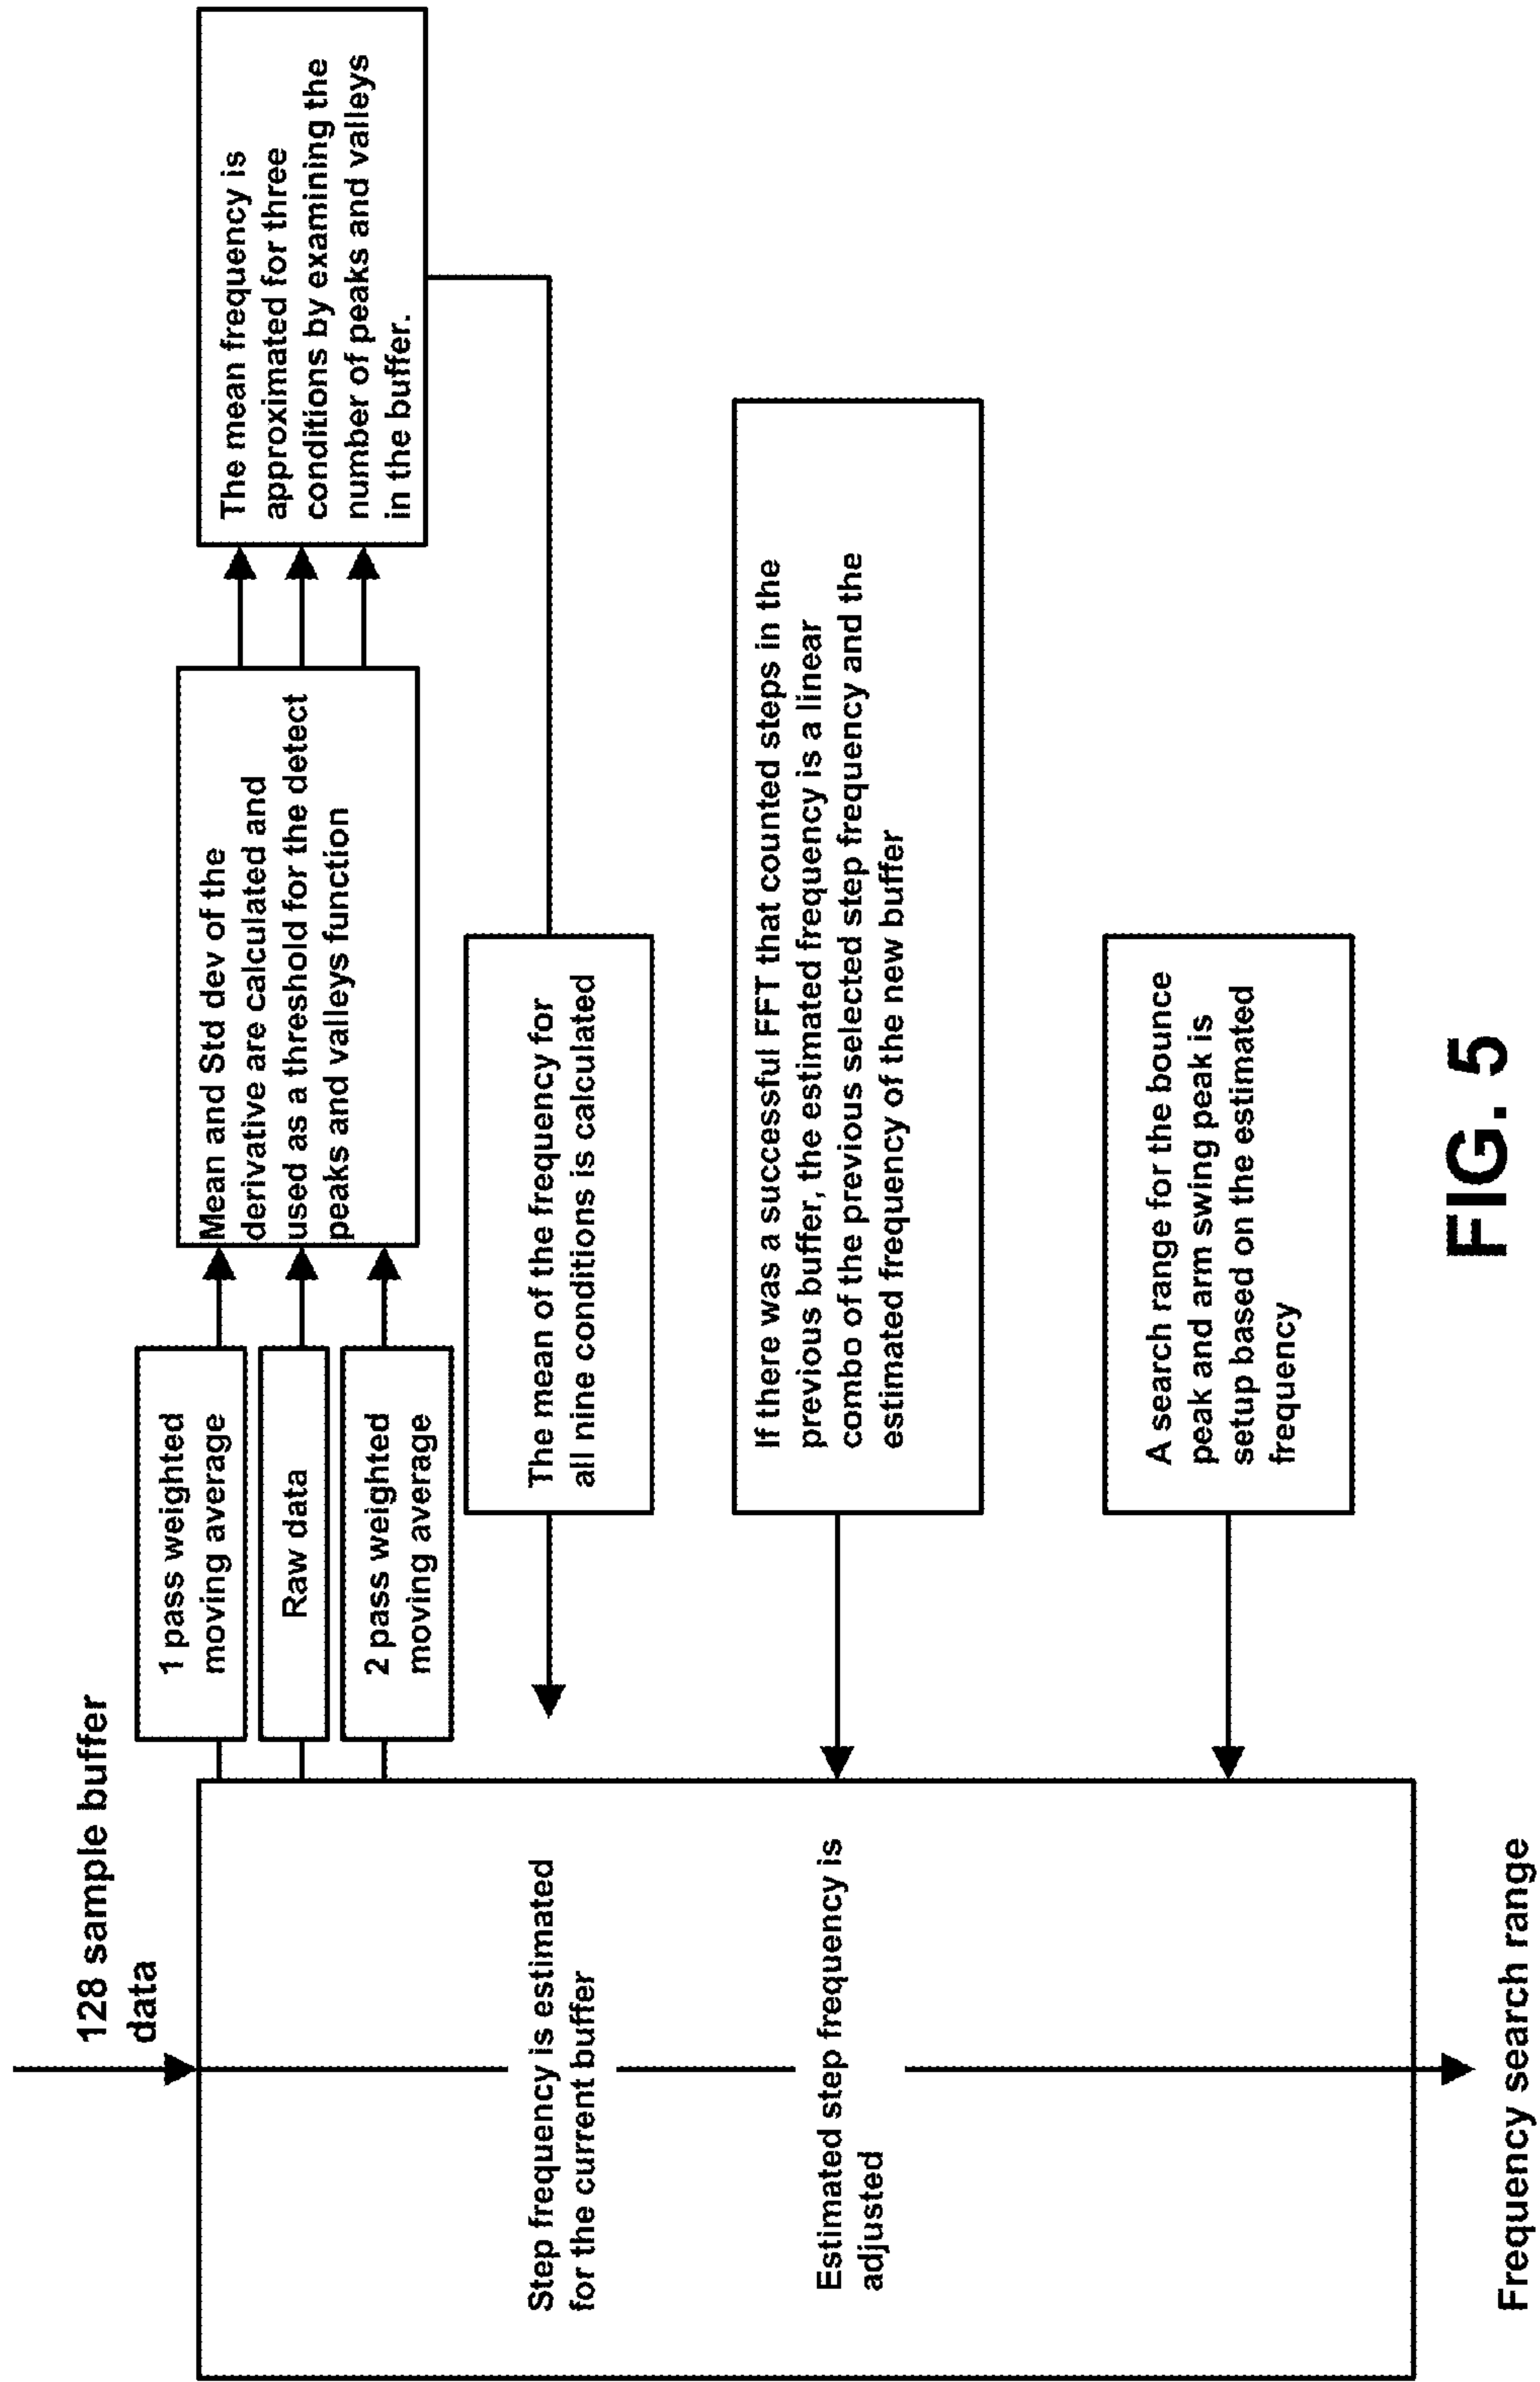 128 sample buffer
data
1 pass weighted
moving average
Raw data
2 pass weighted
moving average
Mean and Std dev of the
derivative are calculated and
used as a threshold for the detect
peaks and valleys function
The mean frequency is
approximated for three
conditions by examining the
number of peaks and valleys
in the buffer.
The mean of the frequency for
all nine conditions is calculated
Step frequency is estimated
for the current buffer
If there was a successful FFT that counted steps in the
previous buffer, the estimated frequency is a linear
combo of the previous selected step frequency and the
estimated frequency of the new buffer
Estimated step frequency is
adjusted
A search range for the bounce
peak and arm swing peak is
setup based on the estimated
frequency
Frequency search range
FIG. 5